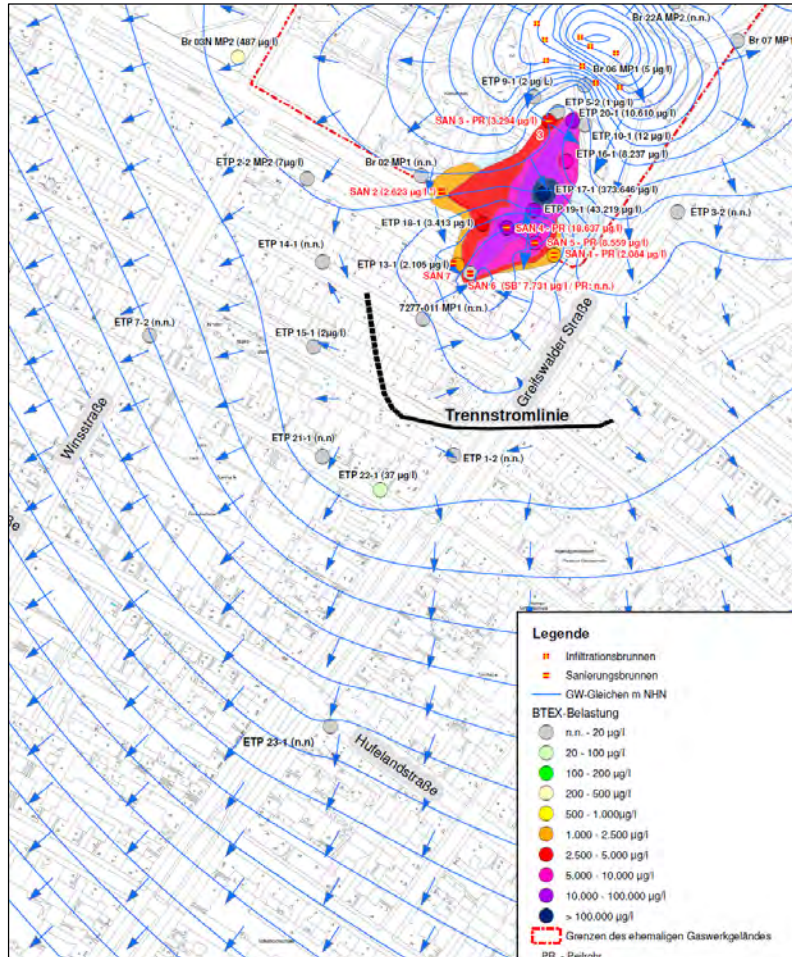 Br 22A MP2 (n.n.)
Br 03N MP2 (487 µg/l)
Br 07 MP1
Br 06 MP1 (5 µg/l)
ETP 9-1 (2 µg/L)
ETP 5-2 (1 µg/l)
ETP 20-1 (10.610 µg/l)
SAN 3 - PR (3.294 µg/l)
ETP 10-1 (12 µg/l)
ETP 16-1 (8.237 µg/l)
Br 02 MP1 (n.n.)
ETP 2-2 MP2 (7µg/l)
SAN 2 (2.623 µg/l)
ETP 17-1 (373.646 µg/l)
ETP 19-1 (43.219 µg/l)
ETP 3-2 (n.n.)
ETP 18-1 (3.413 µg/l)
SAN 4 - PR (18.037 µg/l)
SAN 5 - PR (8.559 µg/l)
ETP 14-1 (n.n.)
SAN 1 - PR (2.084 µg/l)
ETP 13-1 (2.105 µg/l)
SAN 7
SAN 6 (SB* 7.731 µg/l / PR: n.n.)
7277-011 MP1 (n.n.)
ETP 7-2 (n.n.)
ETP 15-1 (2µg/l)
Greifswalder Straße
Trennstromlinie
Winsstraße
ETP 21-1 (n.n)
ETP 1-2 (n.n.)
ETP 22-1 (37 µg/l)
ETP 23-1 (n.n)
Hufelandstraße
Legende
Infiltrationsbrunnen
Sanierungsbrunnen
GW-Gleichen m NHN
BTEX-Belastung
n.n. - 20 µg/l
20 - 100 µg/l
100 - 200 µg/l
200 - 500 µg/l
500 - 1.000µg/l
1.000 - 2.500 µg/l
2.500 - 5.000 µg/l
5.000 - 10.000 µg/l
10.000 - 100.000 µg/l
> 100.000 µg/l
Grenzen des ehemaligen Gaswerkgeländes
PR - Peilrohr